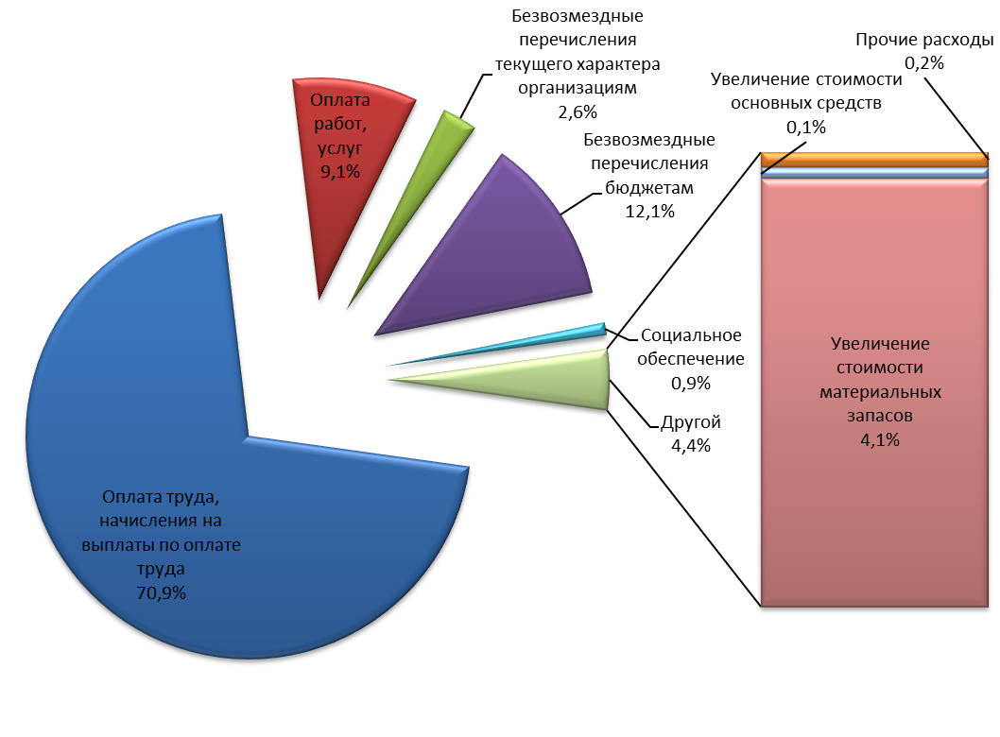 Безвозмездные
перечисления
текущего характера
организациям
2,6%
Прочие расходы
0,2%
Увеличение стоимости
основных средств
0,1%
Оплата
работ,
услуг
9,1%
Безвозмездные
перечисления
бюджетам
12,1%
Социальное
обеспечение
0,9%
Другой
4,4%
Увеличение
стоимости
материальных
запасов
4,1%
Оплата труда,
начисления на
выплаты по оплате
труда
70,9%